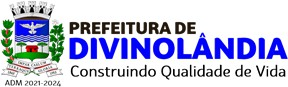 PREFEITURA DE
DIVINOLÂNDIA
Construindo Qualidade de Vida
ADM 2021-2024